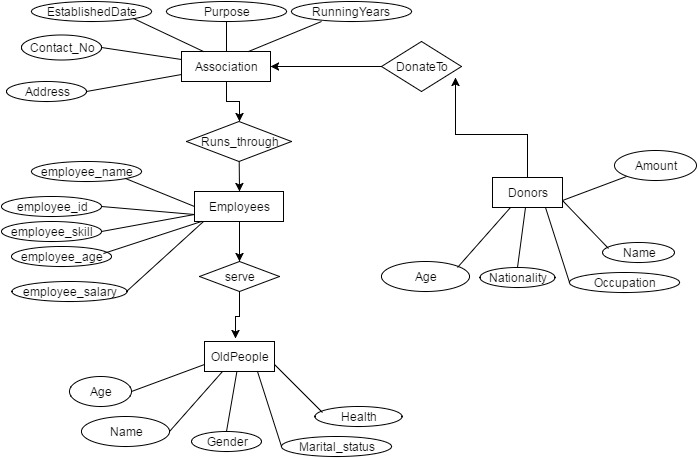 EstablishedDate
Purpose
RunningYears
Contact_No
Association
DonateTo
Address
Runs_through
employee_name
Amount
Donors
employee_id
Employees
employee_skill
employee_age
Name
serve
Age
Nationality
Occupation
employee_salary
OldPeople
Age
Health
Name
Gender
Marital_status